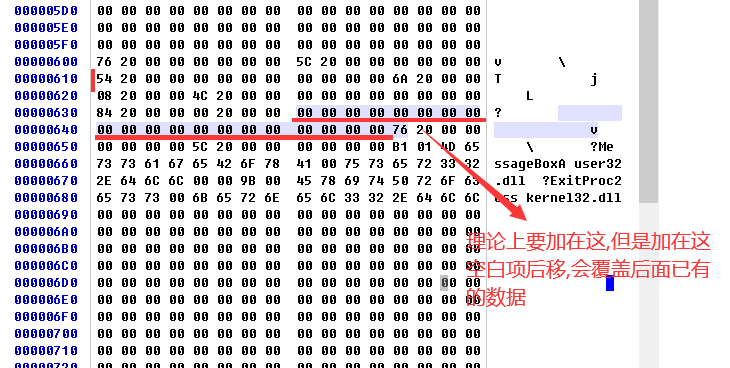 000005D0 00 00 00 00 00 00 00 00 00 00 00 00 00 00 00 00
000005E0 00 00 00 00 00 00 00 00 00 00 00 00 00 00 00 00
000005F0 00 00 00 00 00 00 00 00 00 00 00 00 00 00 00 00
00000600 76 20 00 00 00 00 00 00 5C 20 00 00 00 00 00 00 v \
00000610 54 20 00 00 00 00 00 00 00 00 00 00 6A 20 00 00 T j
00000620 08 20 00 00 4C 20 00 00 00 00 00 00 00 00 00 00 L
00000630 84 20 00 00 00 20 00 00 00 00 00 00 00 00 00 00 ?
00000640 00 00 00 00 00 00 00 00 00 00 00 00 76 20 00 00 v
00000650 00 00 00 00 5C 20 00 00 00 00 00 00 B1 01 4D 65 \ ?Me
00000660 73 73 61 67 65 42 6F 78 41 00 75 73 65 72 33 32 ssageBoxA user32
00000670 2E 64 6C 6C 00 00 9B 00 45 78 69 74 50 72 6F 63 .dll ?ExitProc2
00000680 65 73 73 00 6B 65 72 6E 65 6C 33 32 2E 64 6C 6C ess kernel32.dll
00000690 00 00 00 00 00 00 00 00 00 00 00 00 00 00 00 00
000006A0 00 00 00 00 00 00 00 00 00 00 00 00 00 00 00 00
000006B0 00 00 00 00 00 00 00 00 00 00 00 00 00 00 00 00
000006C0 00 00 00 00 00 00 00 00 00 00 00 00 00 00 00 00
000006D0 00 00 00 00 00 00 00 00 00 00 00 00 00 00 00 00
000006E0 00 00 00 00 00 00 00 00 00 00 00 00 00 00 00 00
000006F0 00 00 00 00 00 00 00 00 00 00 00 00 00 00 00 00
00000700 00 00 00 00 00 00 00 00 00 00 00 00 00 00 00 00
00000710 00 00 00 00 00 00 00 00 00 00 00 00 00 00 00 00
00000720 00 00 00 00 00 00 00 00 00 00 00 00 00 00 00 00
理论上要加在这,但是加在这
空白项后移,会覆盖后面已有
的数据